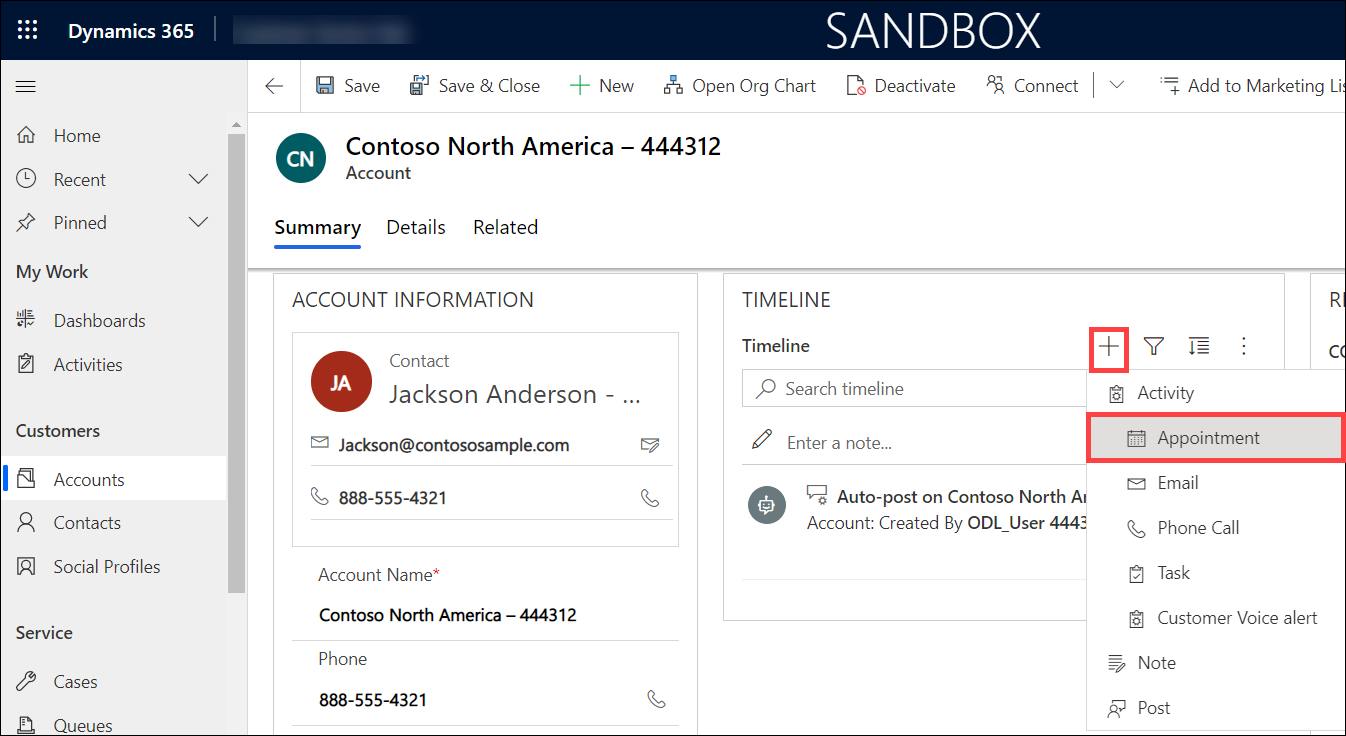 Dynamics 365
SANDBOX
Save
Save & Close
New
Open Org Chart
Deactivate
Connect
Add to Marketing Lis
Home
Recent
Pinned
My Work
Dashboards
Activities
Customers
Accounts
Contacts
Social Profiles
Service
Cases
Queues
CN
Contoso North America – 444312
Account
Summary Details Related
ACCOUNT INFORMATION
JA
Contact
Jackson Anderson - ...
Jackson@contososample.com
888-555-4321
Account Name*
Contoso North America – 444312
Phone
888-555-4321
TIMELINE
Timeline
Search timeline
Enter a note...
Auto-post on Contoso North Ar
Account: Created By ODL_User 4443
Activity
Appointment
Email
Phone Call
Task
Customer Voice alert
Note
Post